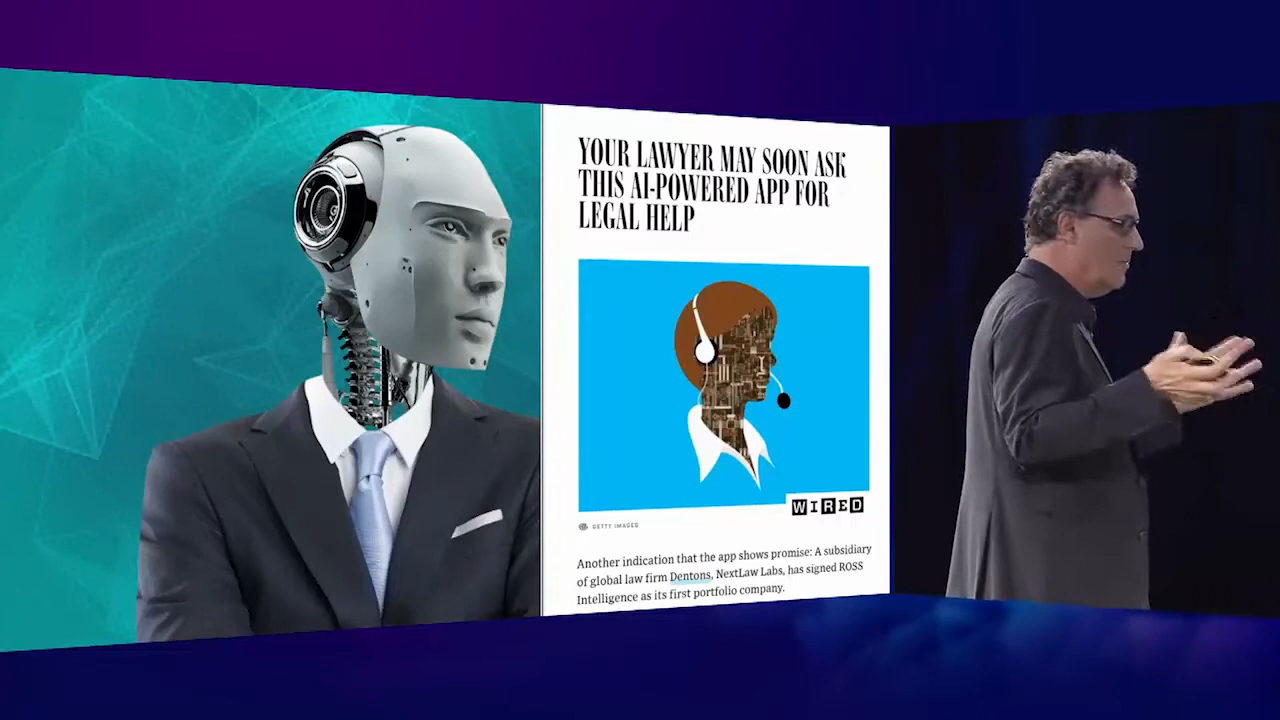 YOUR LAWYER MAY SOON ASK
THIS AI-POWERED APP FOR
LEGAL HELP
WIRED
GETTY IMAGES
Another indication that the app shows promise: A subsidiary
of global law firm Dentons, NextLaw Labs, has signed ROSS
Intelligence as its first portfolio company.